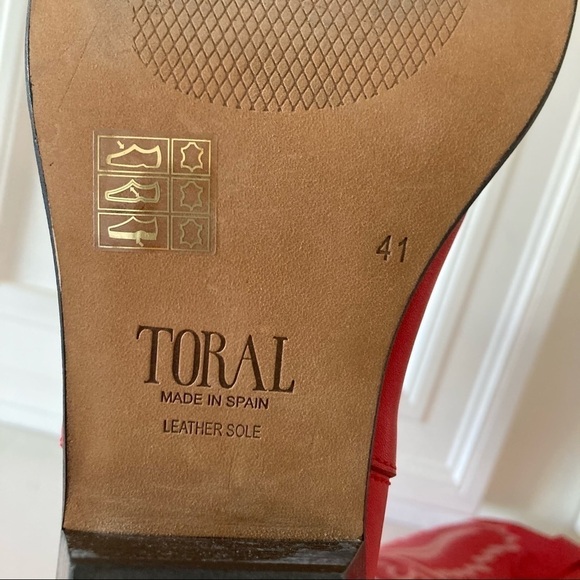 41
TORAL
MADE IN SPAIN
LEATHER SOLE